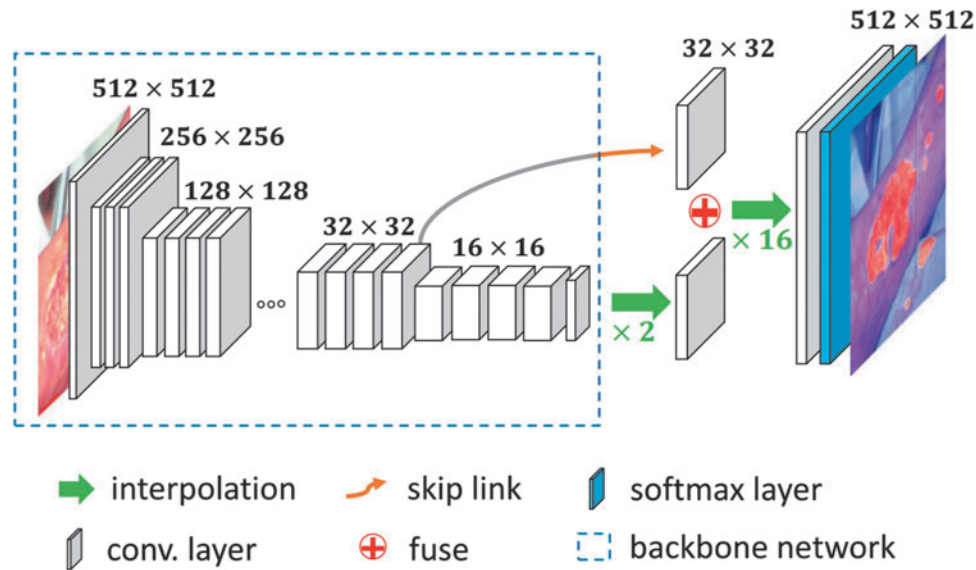 512 × 512
32 × 32
512 × 512
256 × 256
128 × 128
32 × 32
16 × 16
× 16
× 2
interpolation
skip link
softmax layer
conv. layer
fuse
backbone network